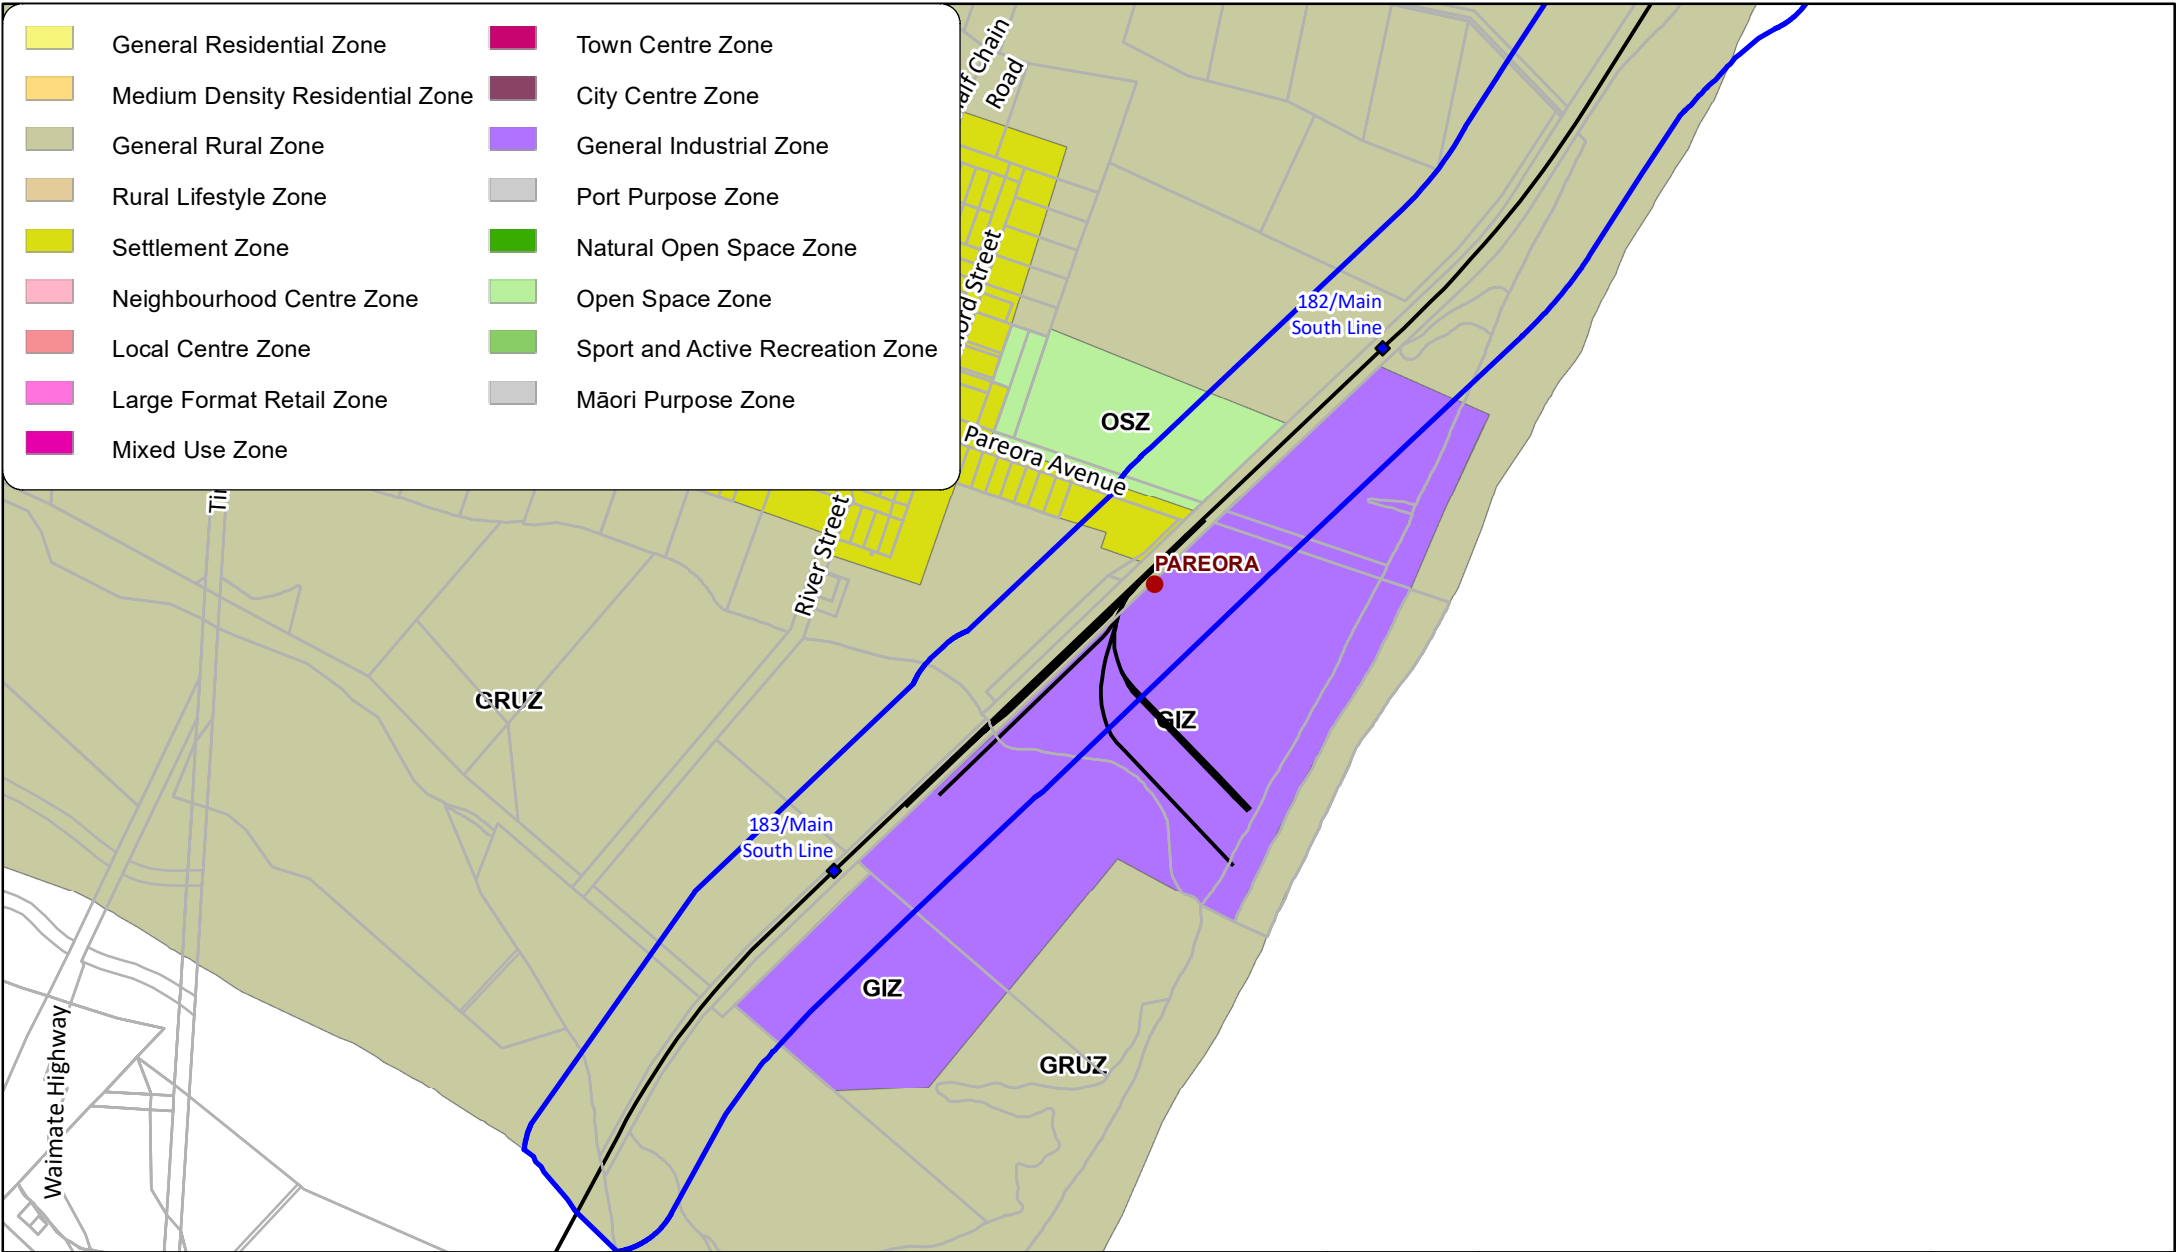 General Residential Zone
Medium Density Residential Zone
General Rural Zone
Rural Lifestyle Zone
Settlement Zone
Neighbourhood Centre Zone
Local Centre Zone
Large Format Retail Zone
Mixed Use Zone
Town Centre Zone
City Centre Zone
General Industrial Zone
Port Purpose Zone
Natural Open Space Zone
Open Space Zone
Sport and Active Recreation Zone
Māori Purpose Zone
Chain
Road
Street
182/Main
South Line
OSZ
Pareora Avenue
River Street
PAREORA
GRUZ
GIZ
183/Main
South Line
GIZ
GRUZ
Waimate Highway